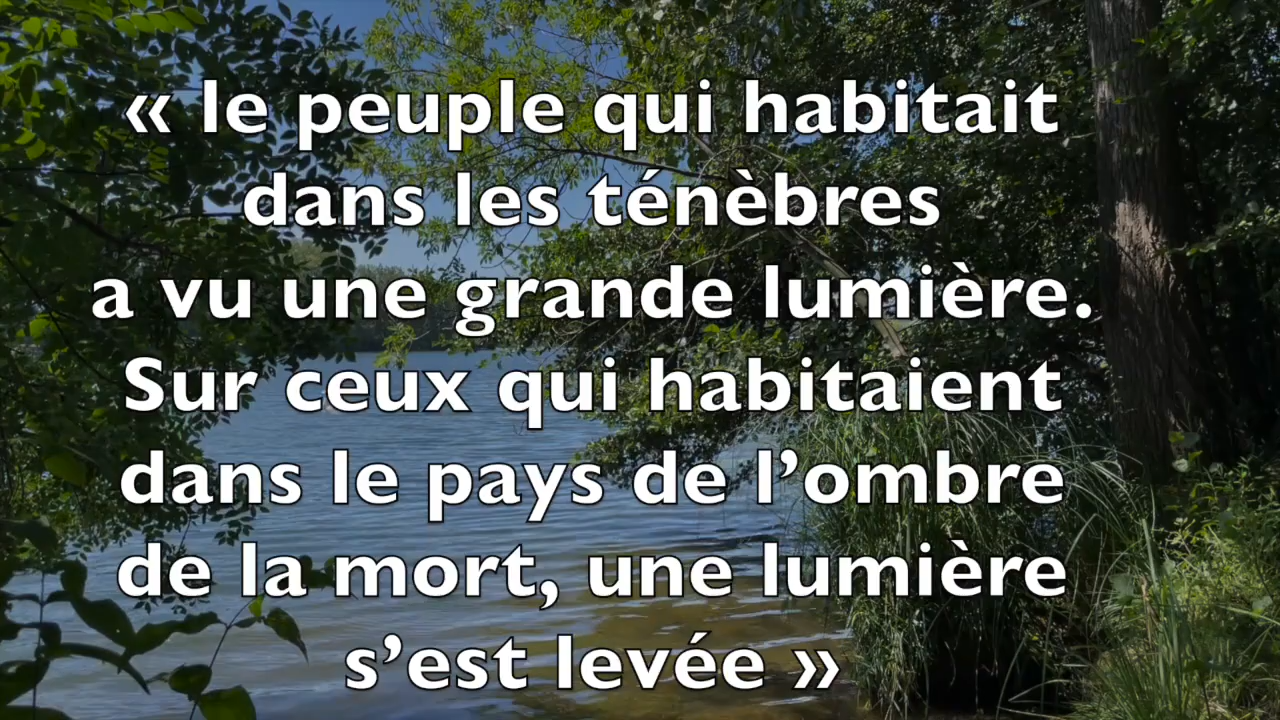 « le peuple qui habitait
dans les ténèbres
a vu une grande lumière.
Sur ceux qui habitaient
dans le pays de l’ombre
de la mort, une lumière
s’est levée »